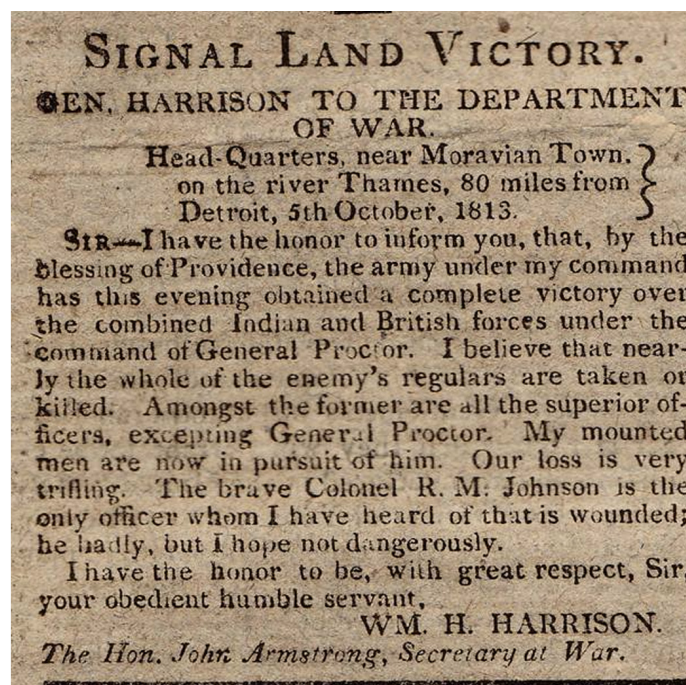 SIGNAL LAND VICTORY.
GEN. HARRISON TO THE DEPARTMENT
OF WAR.
Head-Quarters, near Moravian Town,
on the river Thames, 80 miles from
Detroit, 5th October, 1813.
SIR—I have the honor to inform you, that, by the
blessing of Providence, the army under my command
has this evening obtained a complete victory over
the combined Indian and British forces under the
command of General Proctor. I believe that near-
ly the whole of the enemy's regulars are taken or
killed. Amongst the former are all the superior of-
ficers, excepting General Proctor. My mounted
men are now in pursuit of him. Our loss is very
trifling. The brave Colonel R. M. Johnson is the
only officer whom I have heard of that is wounded;
he badly, but I hope not dangerously.
I have the honor to be, with great respect, Sir,
your obedient humble servant,
WM. H. HARRISON.
The Hon. John Armstrong, Secretary at War.